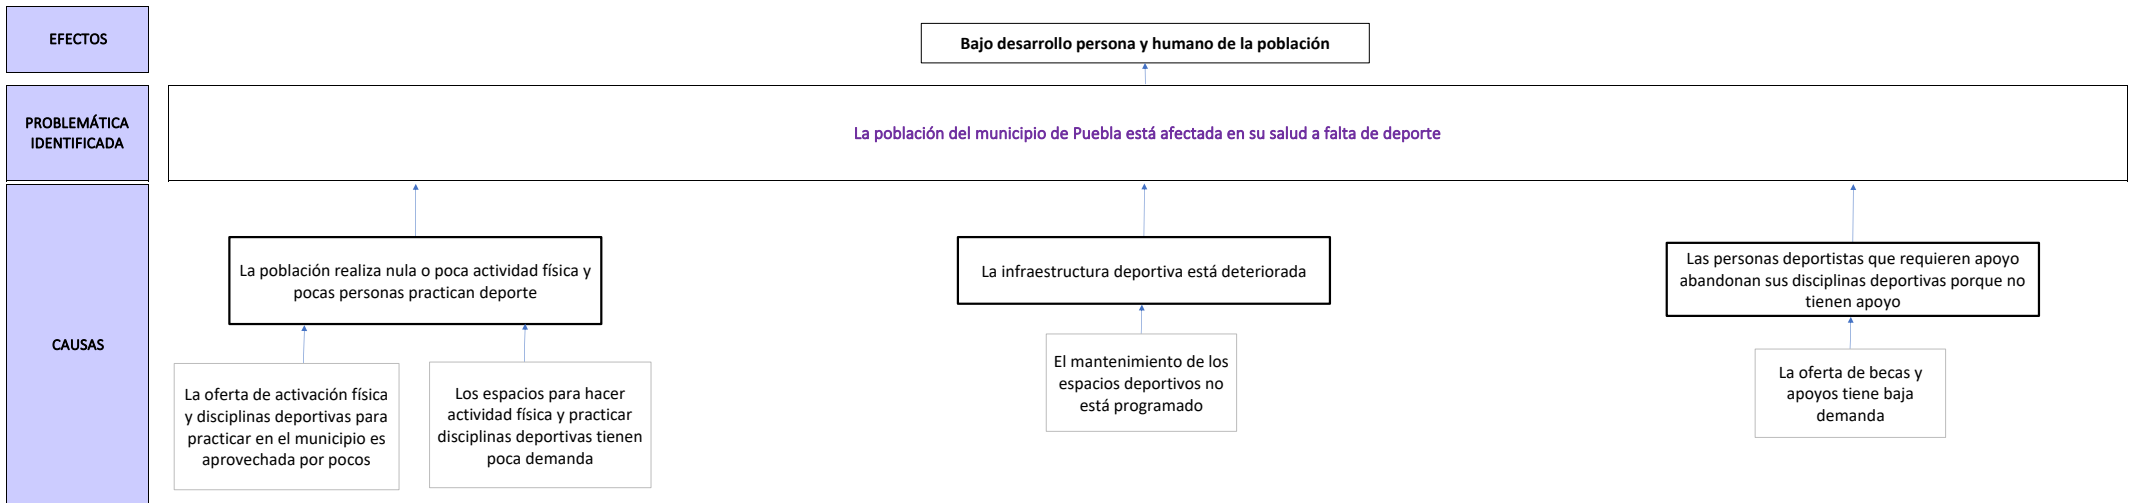 EFECTOS
Bajo desarrollo persona y humano de la población
PROBLEMÁTICA
IDENTIFICADA
La población del municipio de Puebla está afectada en su salud a falta de deporte
CAUSAS
La población realiza nula o poca actividad física y
pocas personas practican deporte
La infraestructura deportiva está deteriorada
Las personas deportistas que requieren apoyo
abandonan sus disciplinas deportivas porque no
tienen apoyo
La oferta de activación física
y disciplinas deportivas para
practicar en el municipio es
aprovechada por pocos
Los espacios para hacer
actividad física y practicar
disciplinas deportivas tienen
poca demanda
El mantenimiento de los
espacios deportivos no
está programado
La oferta de becas y
apoyos tiene baja
demanda